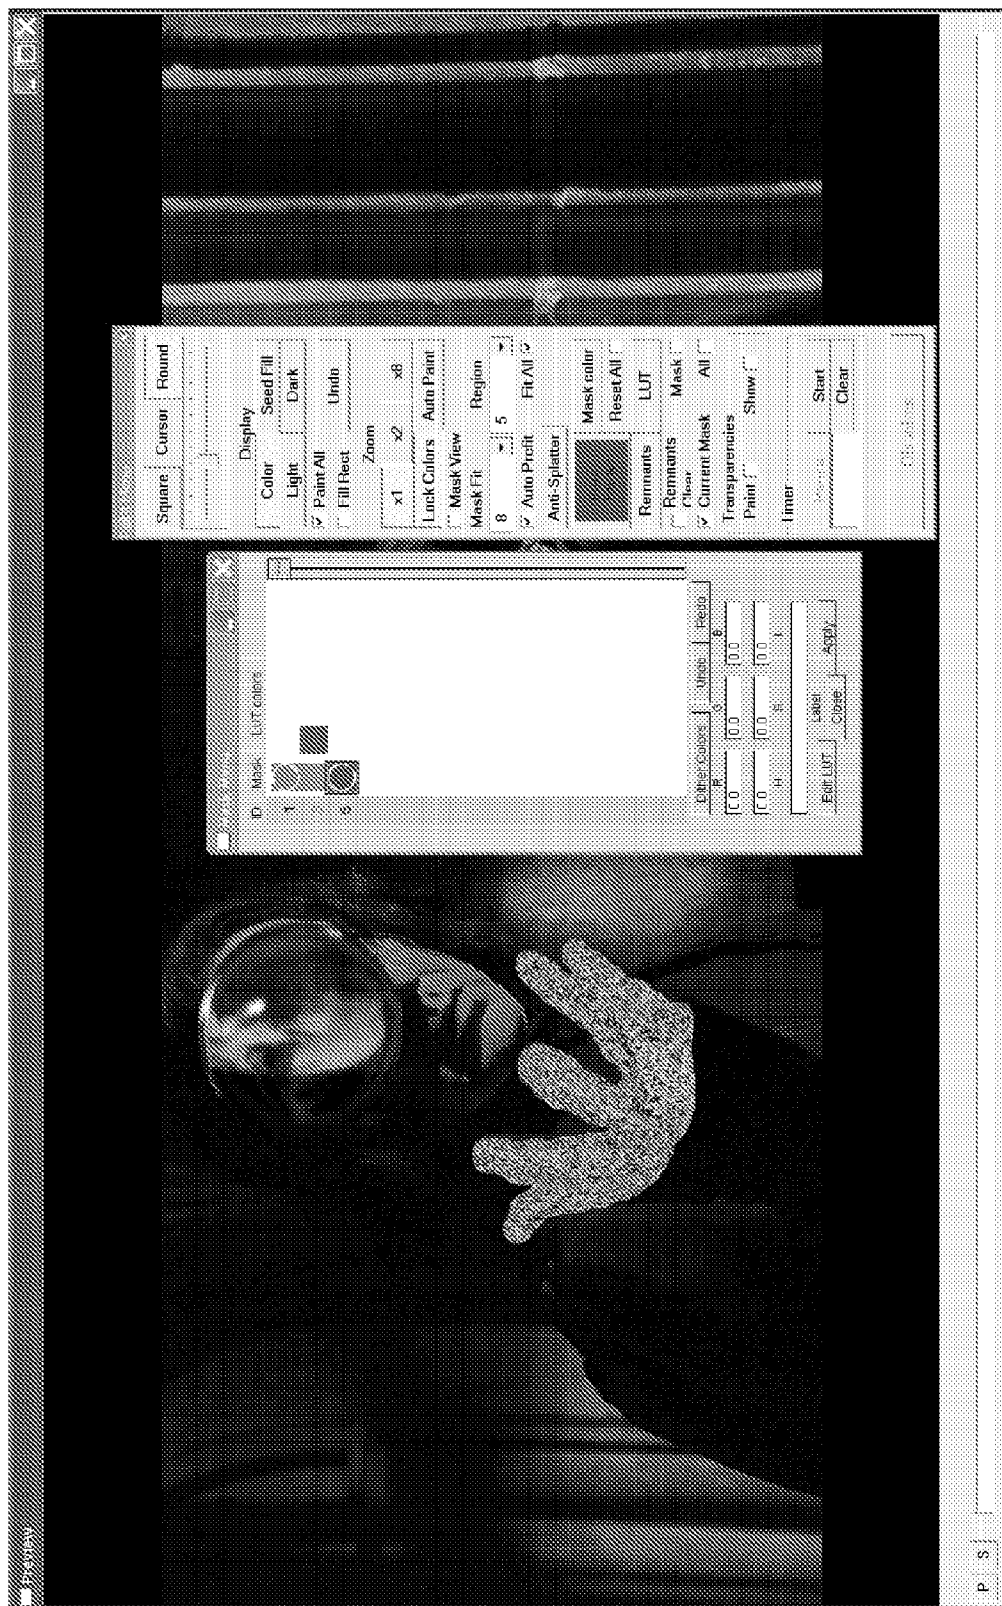 Preview
Square Cursor Round
Display
Color Seed Fill
Light Dark
Paint All
Fill Rect Undo
Zoom
x1 x2 x8
Lock Colors Auto Paint
Mask View
Mask Fit Region
8 5
Auto Profit Fit All
Anti-Splatter
Mask color
Reset All
Remnants LUT
Remnants Mask
Clear
Current Mask All
Transparencies
Paint Show
Timer
Start
Clear
ID Mask LUT colors
1
6
Dither Colors Undo Redo
R G B
0.0 0.0 0.0
0.0 0.0 0.0
H S L
Label
Edit LUT Close Apply
P S